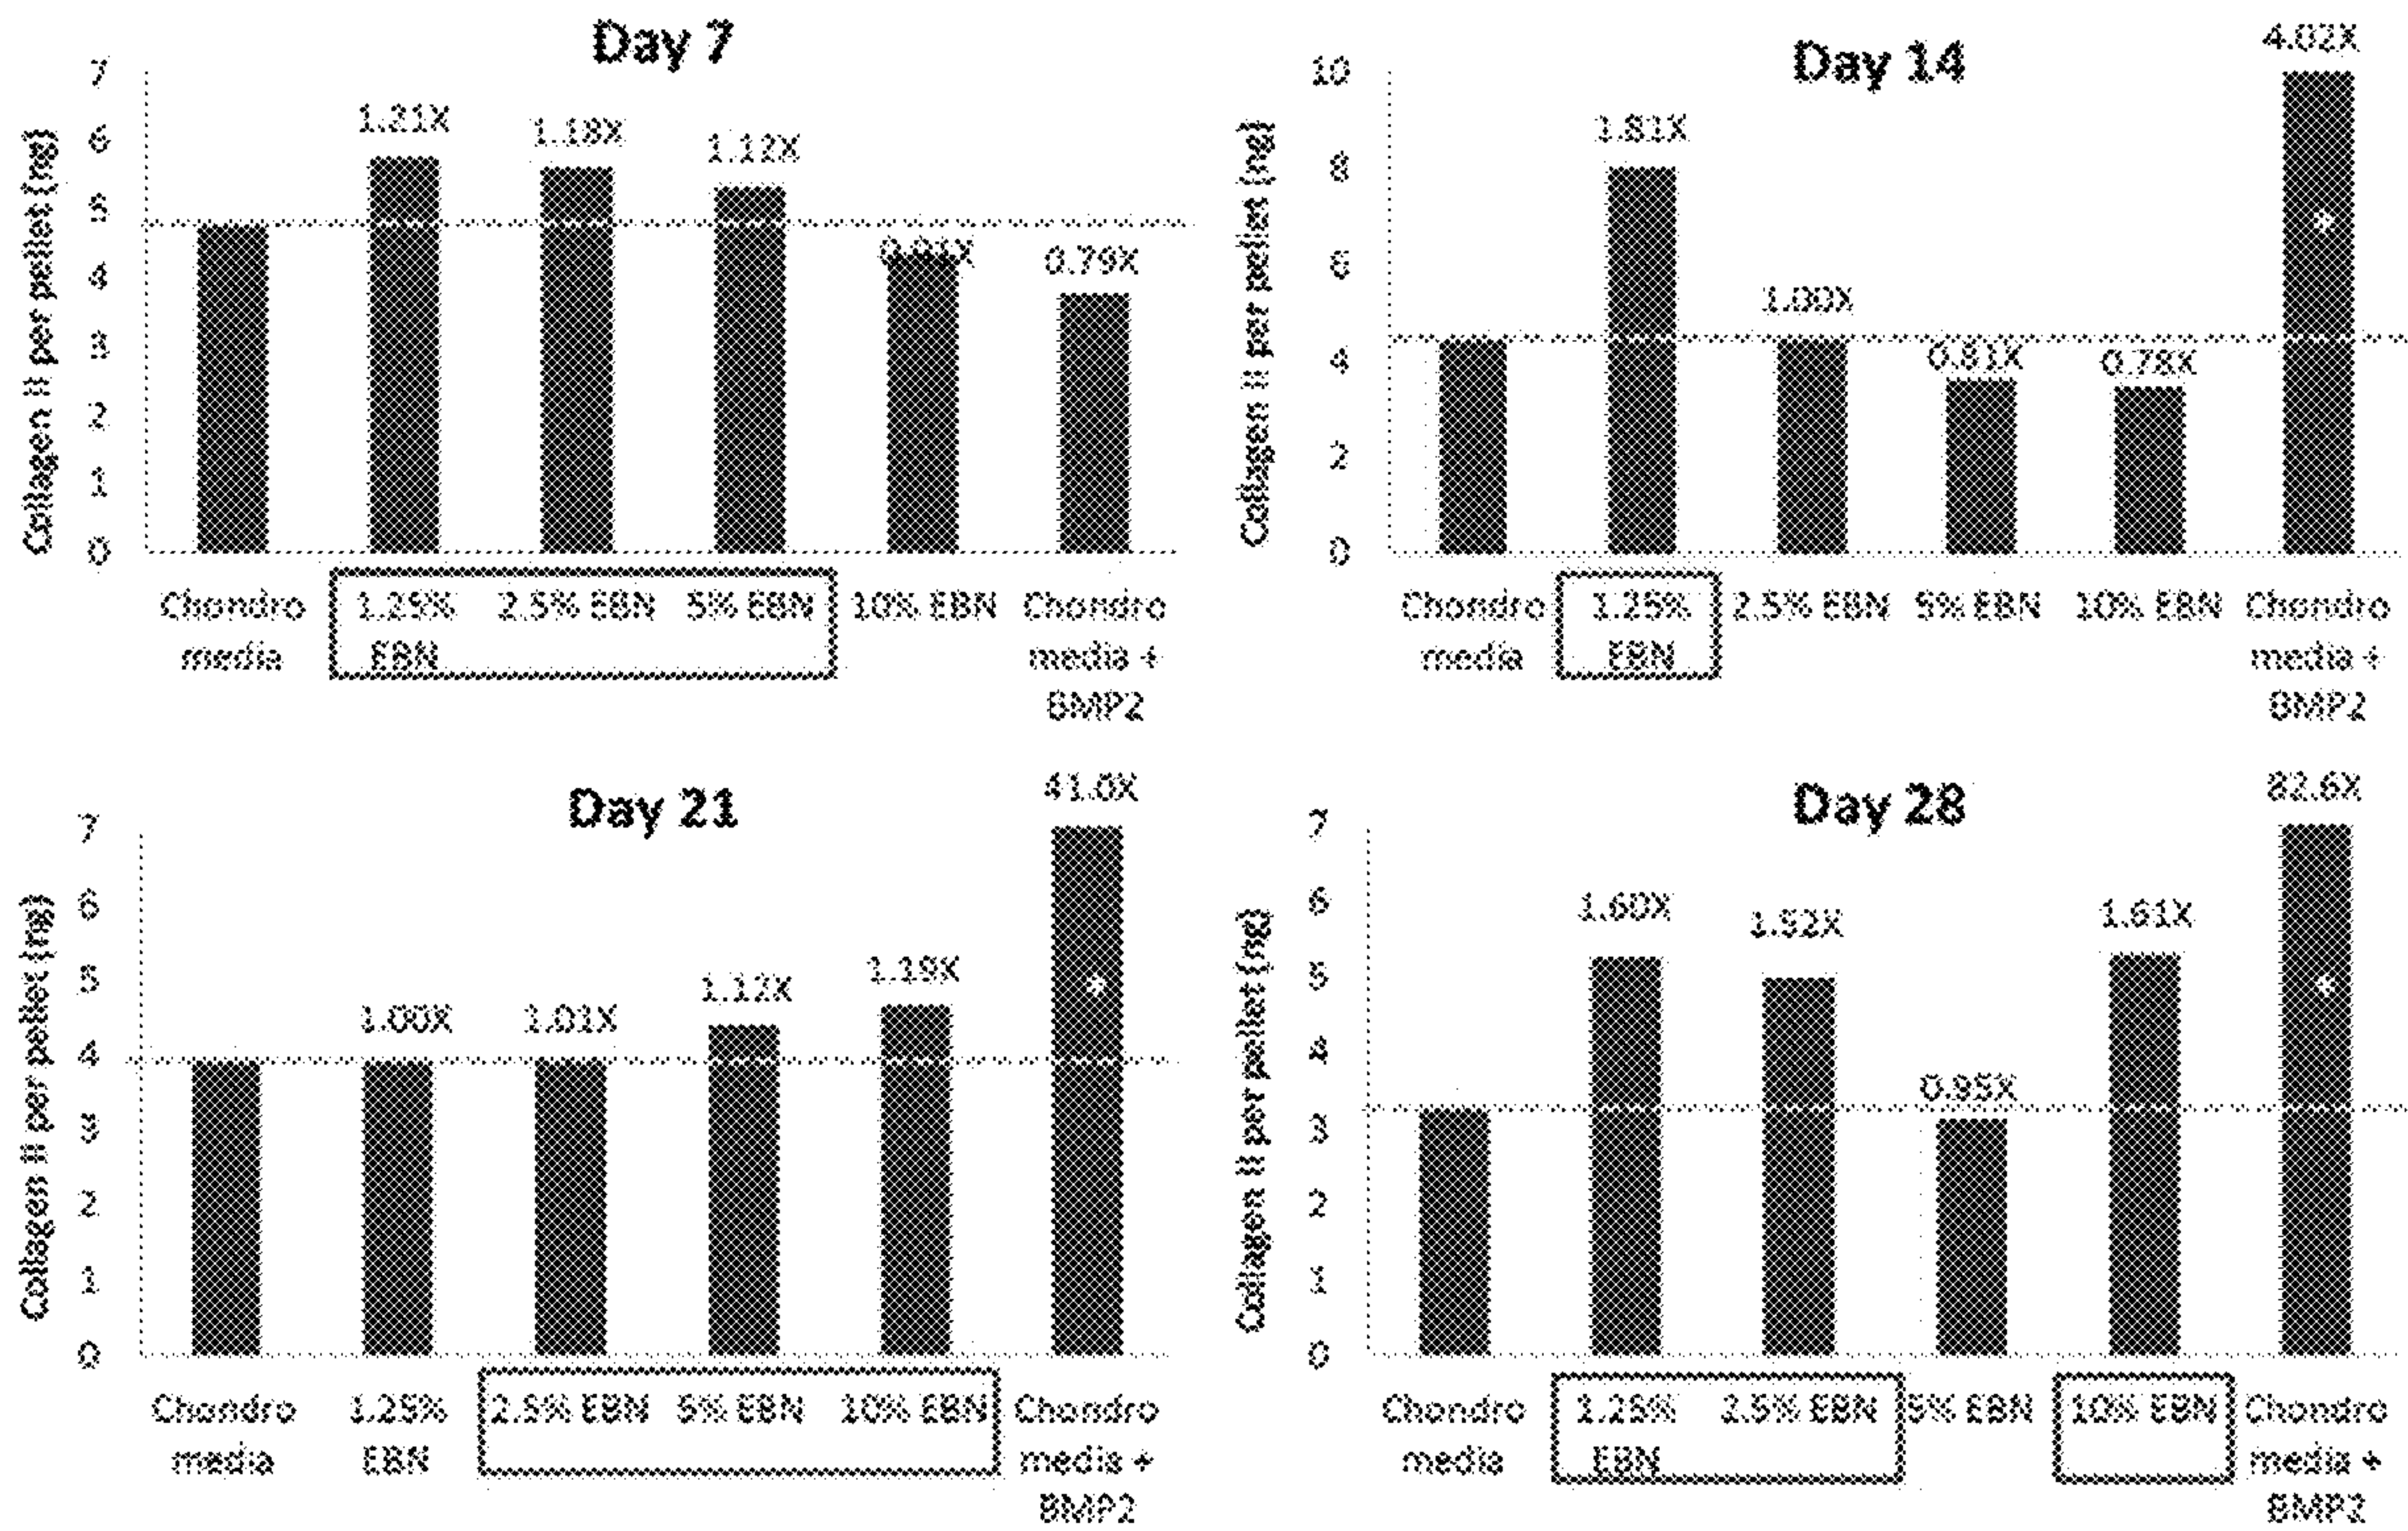 Day 7
Collagen II per pellet (ng)
7
6
5
4
3
2
1
0
1.21X
1.18X
1.12X
0.79X
Chondro media
1.25% EBN
2.5% EBN
5% EBN
10% EBN
Chondro media + BMP2
Day 14
Collagen II per pellet (ng)
10
8
6
4
2
0
1.81X
1.00X
0.81X
0.78X
4.02X
*
Chondro media
1.25% EBN
2.5% EBN
5% EBN
10% EBN
Chondro media + BMP2
Day 21
Collagen II per pellet (ng)
7
6
5
4
3
2
1
0
1.00X
1.01X
1.12X
1.19X
41.0X
*
Chondro media
1.25% EBN
2.5% EBN
5% EBN
10% EBN
Chondro media + BMP2
Day 28
Collagen II per pellet (ng)
7
6
5
4
3
2
1
0
1.60X
1.52X
0.95X
1.61X
82.6X
*
Chondro media
1.25% EBN
2.5% EBN
5% EBN
10% EBN
Chondro media + BMP2